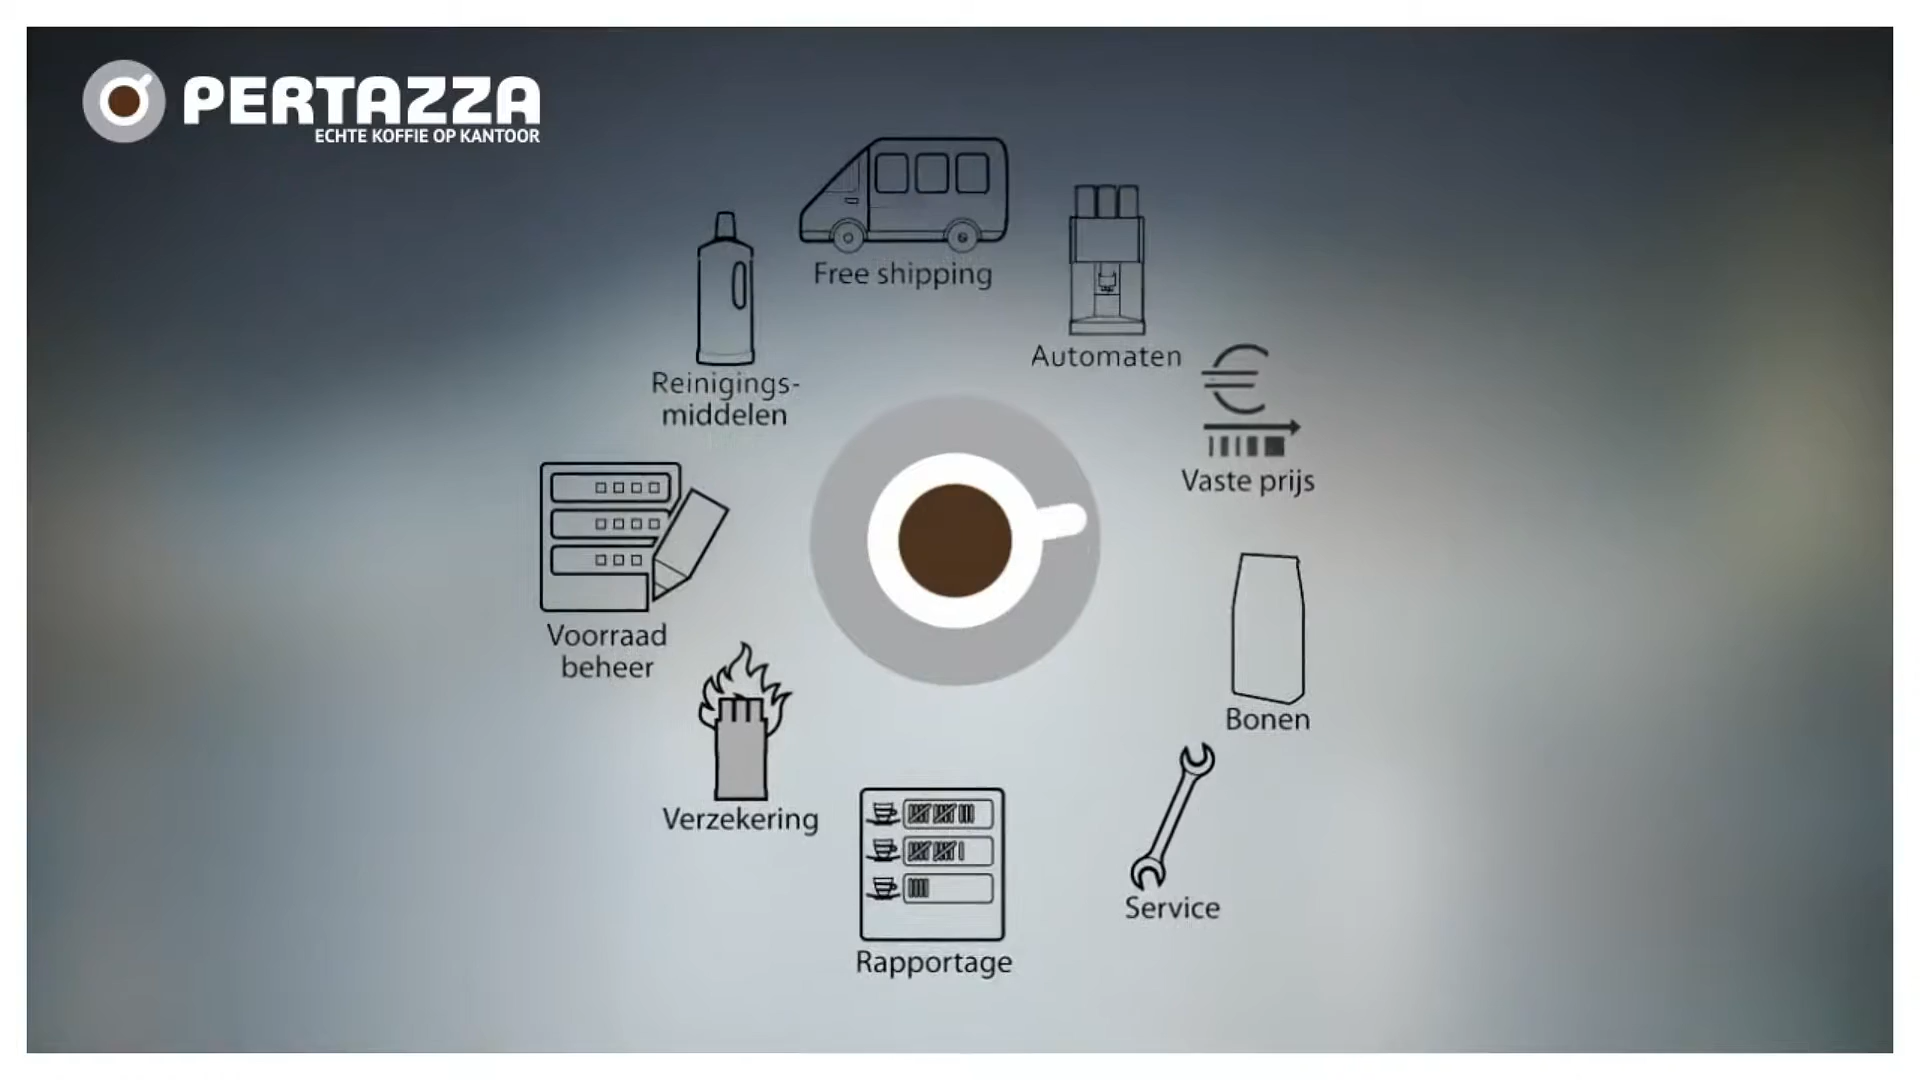 PERTAZZA
ECHTE KOFFIE OP KANTOOR
Free shipping
Automaten
Reinigings-
middelen
Vaste prijs
Voorraad
beheer
Bonen
Verzekering
Service
Rapportage